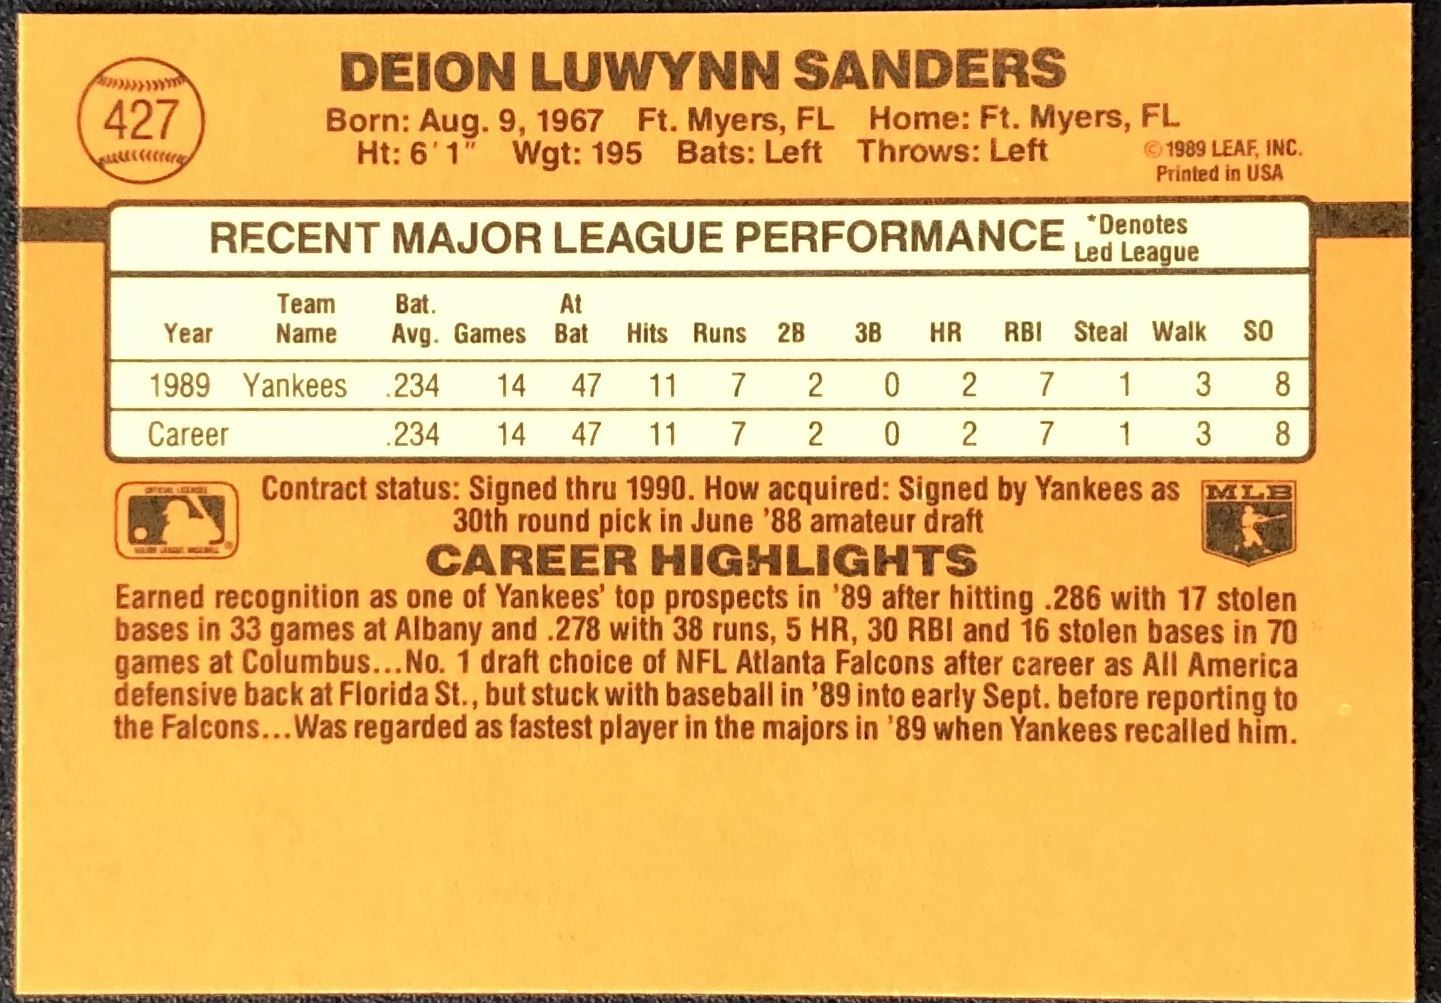 427
DEION LUWYNN SANDERS
Born: Aug. 9, 1967 Ft. Myers, FL Home: Ft. Myers, FL
Ht: 6'1" Wgt: 195 Bats: Left Throws: Left
©1989 LEAF, INC.
Printed in USA
RECENT MAJOR LEAGUE PERFORMANCE *Denotes
Led League
Team Bat. At
Year Name Avg. Games Bat Hits Runs 2B 3B HR RBI Steal Walk SO
1989 Yankees .234 14 47 11 7 2 0 2 7 1 3 8
Career .234 14 47 11 7 2 0 2 7 1 3 8
Contract status: Signed thru 1990. How acquired: Signed by Yankees as
30th round pick in June '88 amateur draft
OFFICIAL LICENSEE
MAJOR LEAGUE BASEBALL
®
MLB
CAREER HIGHLIGHTS
Earned recognition as one of Yankees' top prospects in '89 after hitting .286 with 17 stolen
bases in 33 games at Albany and .278 with 38 runs, 5 HR, 30 RBI and 16 stolen bases in 70
games at Columbus...No. 1 draft choice of NFL Atlanta Falcons after career as All America
defensive back at Florida St., but stuck with baseball in '89 into early Sept. before reporting to
the Falcons...Was regarded as fastest player in the majors in '89 when Yankees recalled him.